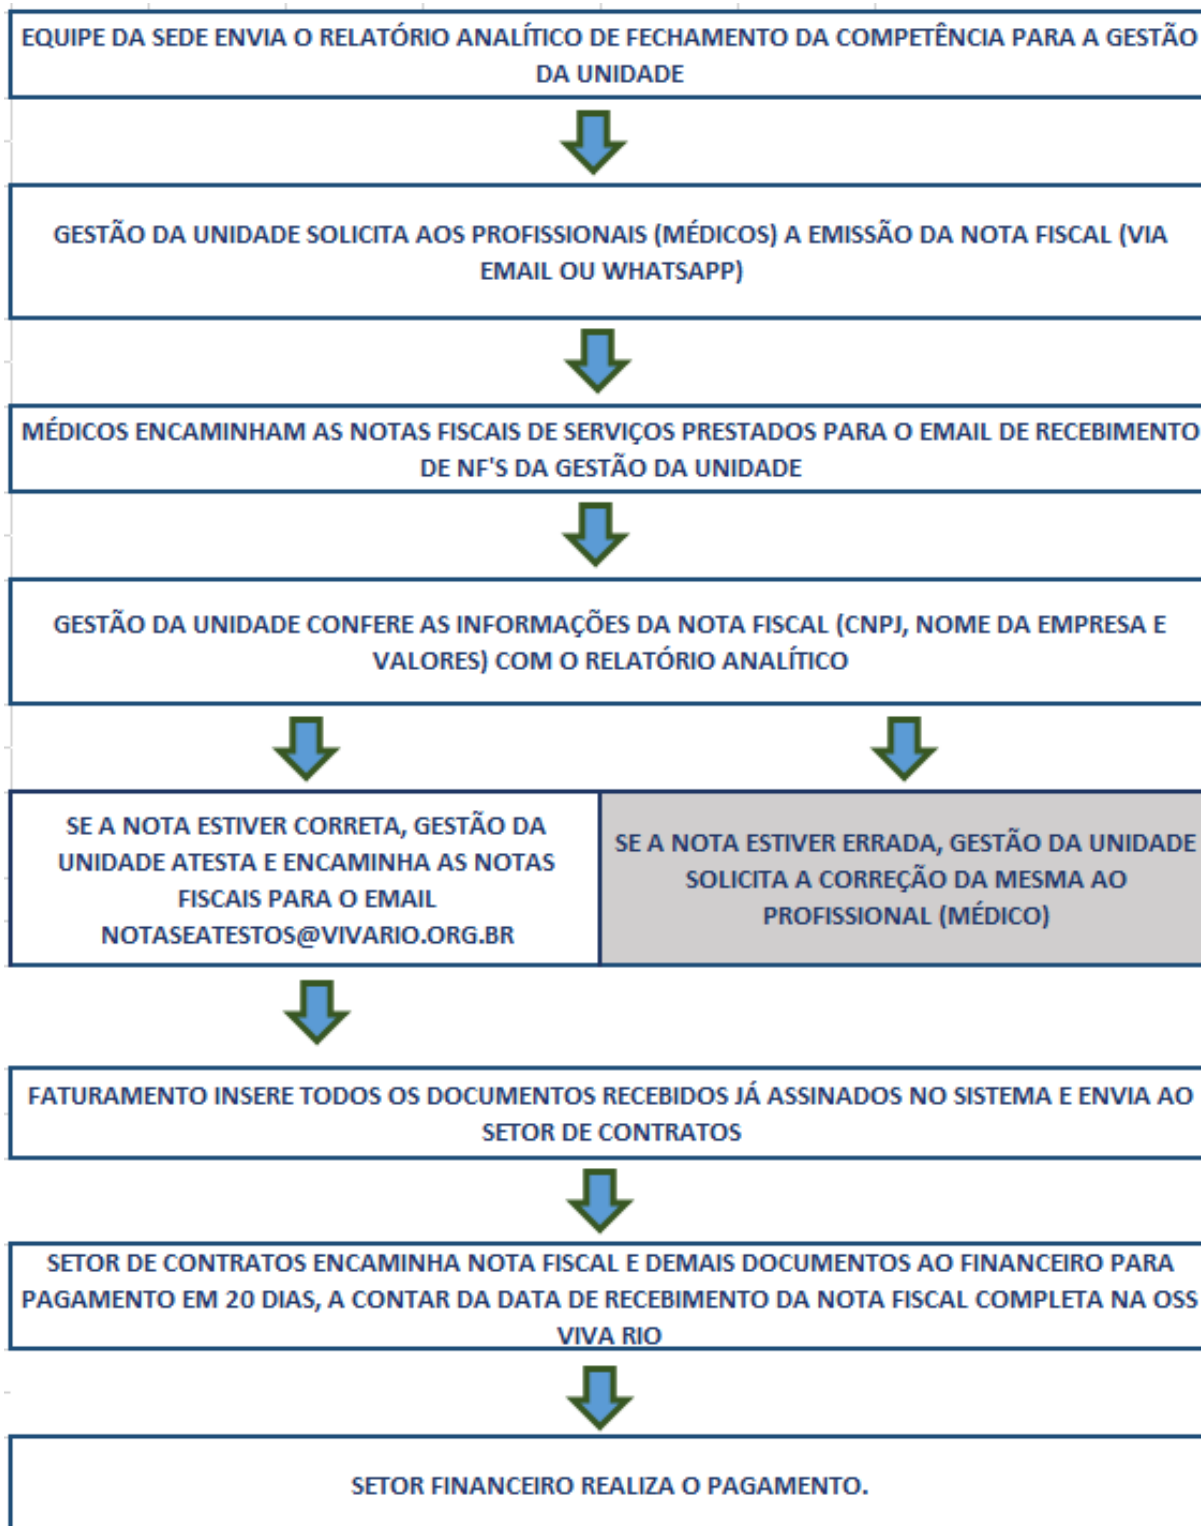 EQUIPE DA SEDE ENVIA O RELATÓRIO ANALÍTICO DE FECHAMENTO DA COMPETÊNCIA PARA A GESTÃO
DA UNIDADE
GESTÃO DA UNIDADE SOLICITA AOS PROFISSIONAIS (MÉDICOS) A EMISSÃO DA NOTA FISCAL (VIA
EMAIL OU WHATSAPP)
MÉDICOS ENCAMINHAM AS NOTAS FISCAIS DE SERVIÇOS PRESTADOS PARA O EMAIL DE RECEBIMENTO
DE NF'S DA GESTÃO DA UNIDADE
GESTÃO DA UNIDADE CONFERE AS INFORMAÇÕES DA NOTA FISCAL (CNPJ, NOME DA EMPRESA E
VALORES) COM O RELATÓRIO ANALÍTICO
SE A NOTA ESTIVER CORRETA, GESTÃO DA
UNIDADE ATESTA E ENCAMINHA AS NOTAS
FISCAIS PARA O EMAIL
NOTASEATESTOS@VIVARIO.ORG.BR
SE A NOTA ESTIVER ERRADA, GESTÃO DA UNIDADE
SOLICITA A CORREÇÃO DA MESMA AO
PROFISSIONAL (MÉDICO)
FATURAMENTO INSERE TODOS OS DOCUMENTOS RECEBIDOS JÁ ASSINADOS NO SISTEMA E ENVIA AO
SETOR DE CONTRATOS
SETOR DE CONTRATOS ENCAMINHA NOTA FISCAL E DEMAIS DOCUMENTOS AO FINANCEIRO PARA
PAGAMENTO EM 20 DIAS, A CONTAR DA DATA DE RECEBIMENTO DA NOTA FISCAL COMPLETA NA OSS
VIVA RIO
SETOR FINANCEIRO REALIZA O PAGAMENTO.